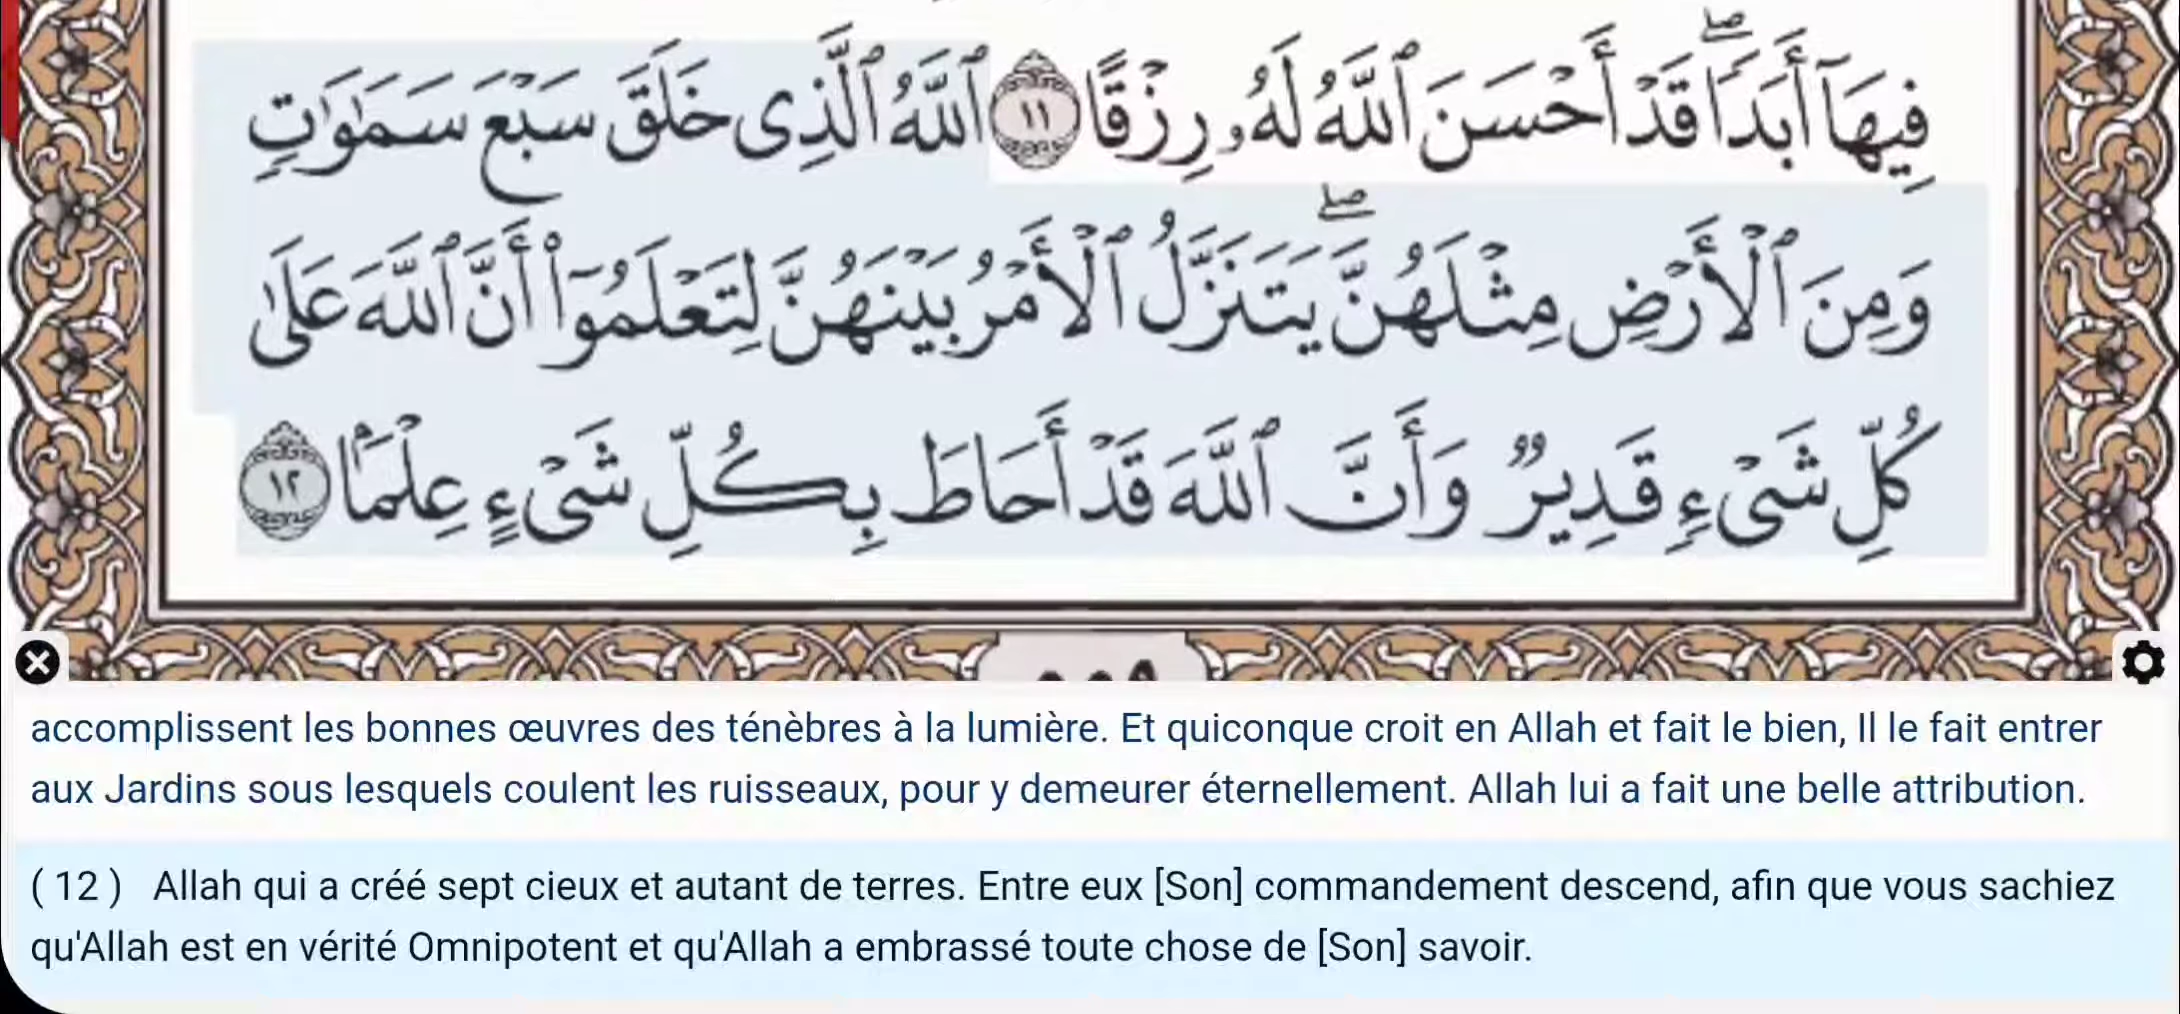 فِيهَآ أَبَدٗاۖ قَدۡ أَحۡسَنَ ٱللَّهُ لَهُۥ رِزۡقًا ١١ ٱللَّهُ ٱلَّذِي خَلَقَ سَبۡعَ سَمَٰوَٰتٖ
وَمِنَ ٱلۡأَرۡضِ مِثۡلَهُنَّۖ يَتَنَزَّلُ ٱلۡأَمۡرُ بَيۡنَهُنَّ لِتَعۡلَمُوٓاْ أَنَّ ٱللَّهَ عَلَىٰ
كُلِّ شَيۡءٖ قَدِيرٞ وَأَنَّ ٱللَّهَ قَدۡ أَحَاطَ بِكُلِّ شَيۡءٍ عِلۡمَۢا ١٢
accomplissent les bonnes œuvres des ténèbres à la lumière. Et quiconque croit en Allah et fait le bien, Il le fait entrer
aux Jardins sous lesquels coulent les ruisseaux, pour y demeurer éternellement. Allah lui a fait une belle attribution.
( 12 ) Allah qui a créé sept cieux et autant de terres. Entre eux [Son] commandement descend, afin que vous sachiez
qu'Allah est en vérité Omnipotent et qu'Allah a embrassé toute chose de [Son] savoir.